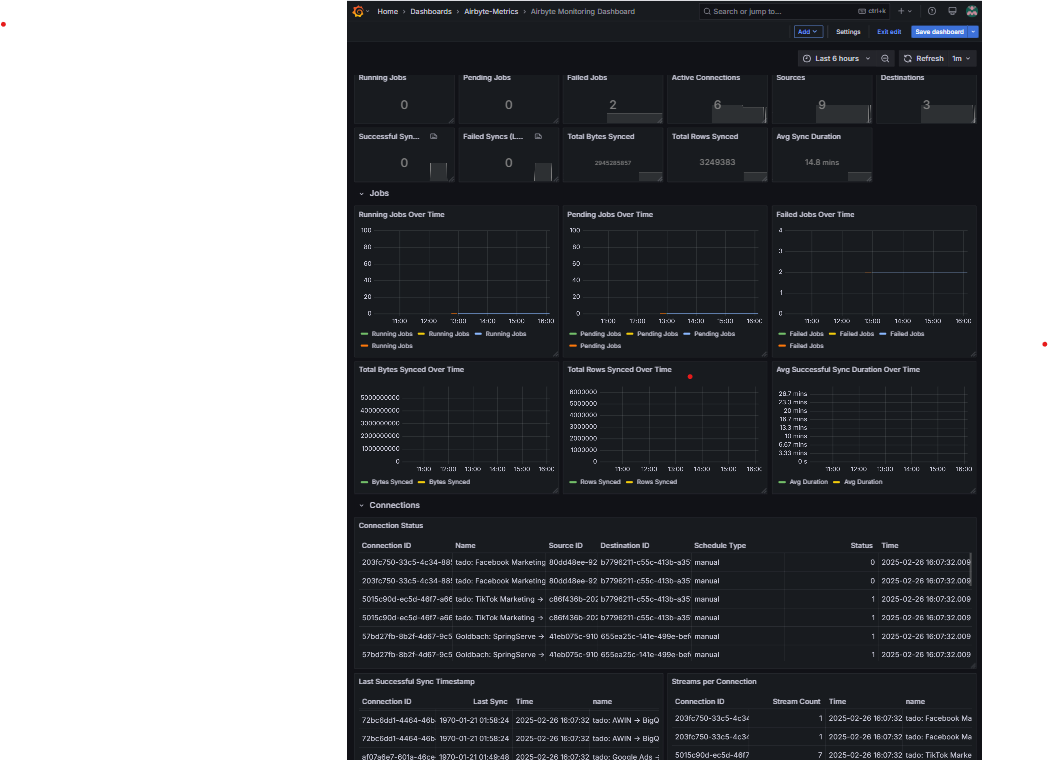 Home › Dashboards › Airbyte-Metrics › Airbyte Monitoring Dashboard
Search or jump to...
ctrl+k
Add
Settings
Exit edit
Save dashboard
Last 6 hours
Refresh
1m
Running Jobs
Pending Jobs
Failed Jobs
Active Connections
Sources
Destinations
0
0
2
6
9
3
Successful Syn...
Failed Syncs (L...
Total Bytes Synced
Total Rows Synced
Avg Sync Duration
0
0
2945285857
3249383
14.8 mins
Jobs
Running Jobs Over Time
100
80
60
40
20
0
11:00 12:00 13:00 14:00 15:00 16:00
Running Jobs Running Jobs Running Jobs
Running Jobs
Pending Jobs Over Time
100
80
60
40
20
0
11:00 12:00 13:00 14:00 15:00 16:00
Pending Jobs Pending Jobs Pending Jobs
Pending Jobs
Failed Jobs Over Time
4
3
2
1
11:00 12:00 13:00 14:00 15:00 16:00
Failed Jobs Failed Jobs Failed Jobs
Failed Jobs
Total Bytes Synced Over Time
5000000000
4000000000
3000000000
2000000000
1000000000
0
11:00 12:00 13:00 14:00 15:00 16:00
Bytes Synced Bytes Synced
Total Rows Synced Over Time
6000000
5000000
4000000
3000000
2000000
1000000
0
11:00 12:00 13:00 14:00 15:00 16:00
Rows Synced Rows Synced
Avg Successful Sync Duration Over Time
26.7 mins
23.3 mins
20 mins
16.7 mins
13.3 mins
10 mins
6.67 mins
3.33 mins
0 s
11:00 12:00 13:00 14:00 15:00 16:00
Avg Duration Avg Duration
Connections
Connection Status
Connection ID Name Source ID Destination ID Schedule Type Status Time
203fc750-33c5-4c34-88 tado: Facebook Marketing 80dd48ee-92 b7796211-c55c-413b-a35 manual 0 2025-02-26 16:07:32.009
203fc750-33c5-4c34-88 tado: Facebook Marketing 80dd48ee-92 b7796211-c55c-413b-a35 manual 0 2025-02-26 16:07:32.009
5015c90d-ec5d-46f7-a66 tado: TikTok Marketing → c86f436b-202 b7796211-c55c-413b-a35 manual 1 2025-02-26 16:07:32.009
5015c90d-ec5d-46f7-a66 tado: TikTok Marketing → c86f436b-202 b7796211-c55c-413b-a35 manual 1 2025-02-26 16:07:32.009
57bd27fb-8b2f-4d67-9c5 Goldbach: SpringServe → 41eb075c-910 655ea25c-141e-499e-bef manual 1 2025-02-26 16:07:32.009
57bd27fb-8b2f-4d67-9c5 Goldbach: SpringServe → 41eb075c-910 655ea25c-141e-499e-bef manual 1 2025-02-26 16:07:32.009
Last Successful Sync Timestamp
Connection ID Last Sync Time name
72bc6dd1-4464-46b 1970-01-21 01:58:24 2025-02-26 16:07:32 tado: AWIN → BigQ
72bc6dd1-4464-46b 1970-01-21 01:58:24 2025-02-26 16:07:32 tado: AWIN → BigQ
af07a6e7-601a-46ce 1970-01-21 01:49:48 2025-02-26 16:07:32 tado: Google Ads
Streams per Connection
Connection ID Stream Count Time name
203fc750-33c5-4c34 1 2025-02-26 16:07:32 tado: Facebook Ma
203fc750-33c5-4c34 1 2025-02-26 16:07:32 tado: Facebook Ma
5015c90d-ec5d-46f7 7 2025-02-26 16:07:32 tado: TikTok Marke